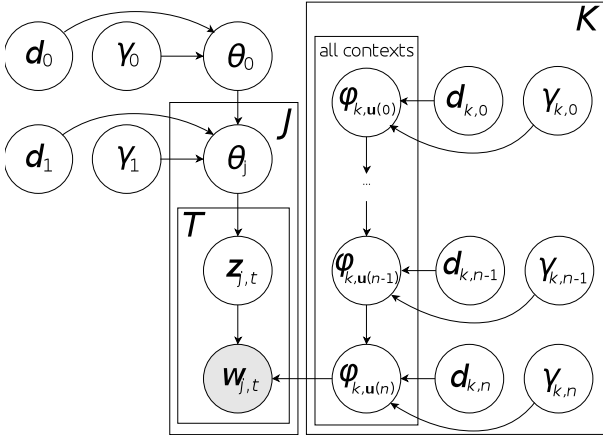 K
d₀ γ₀ θ₀
all contexts
φₖ,ᵤ₍₀₎ dₖ,₀ γₖ,₀
J
d₁ γ₁ θⱼ
...
T
zⱼ,ₜ φₖ,ᵤ₍ₙ₋₁₎ dₖ,ₙ₋₁ γₖ,ₙ₋₁
wⱼ,ₜ φₖ,ᵤ₍ₙ₎ dₖ,ₙ γₖ,ₙ